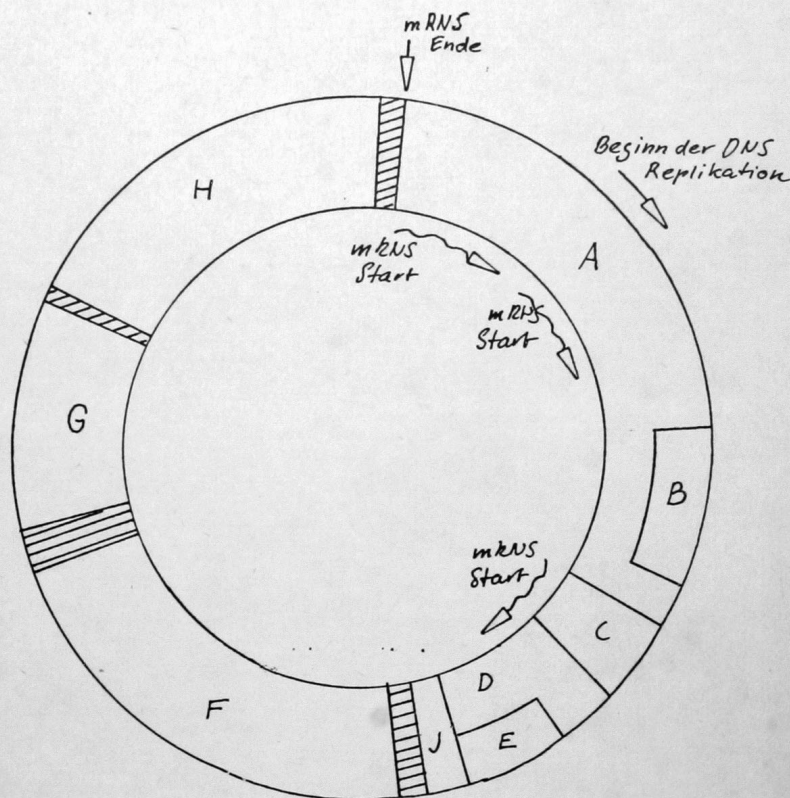 mRNS
Ende
Beginn der DNS
Replikation
H
A
mRNS
Start
mRNS
Start
G
B
mRNS
Start
C
D
F
J
E